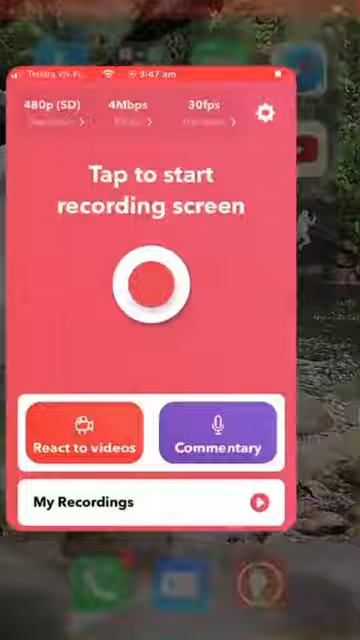 3:47 am
480p (SD) 4Mbps 30fps
Tap to start
recording screen
React to videos Commentary
My Recordings